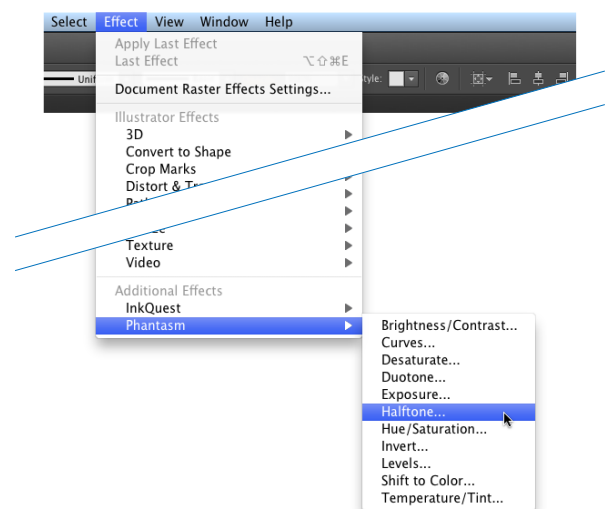 Select Effect View Window Help
Apply Last Effect
Last Effect ⌥⇧⌘E
Style:
Document Raster Effects Settings...
Illustrator Effects
3D
Convert to Shape
Crop Marks
Distort &
Texture
Video
Additional Effects
InkQuest
Phantasm
Brightness/Contrast...
Curves...
Desaturate...
Duotone...
Exposure...
Halftone...
Hue/Saturation...
Invert...
Levels...
Shift to Color...
Temperature/Tint...